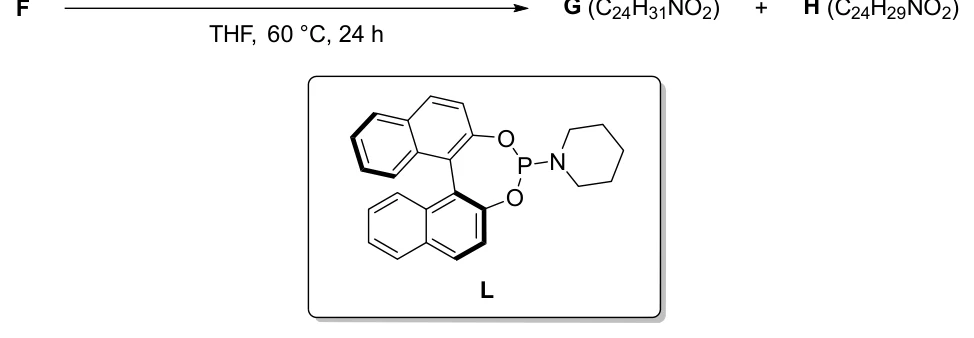 F G (C₂₄H₃₁NO₂) + H (C₂₄H₂₉NO₂)
THF, 60 °C, 24 h
O
P N
O
L